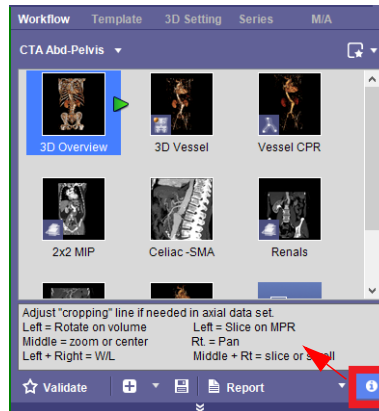 Workflow Template 3D Setting Series M/A
CTA Abd-Pelvis
3D Overview 3D Vessel Vessel CPR
2x2 MIP Celiac-SMA Renals
Adjust "cropping" line if needed in axial data set.
Left = Rotate on volume Left = Slice on MPR
Middle = zoom or center Rt. = Pan
Left + Right = W/L Middle + Rt = slice or scroll
Validate Report